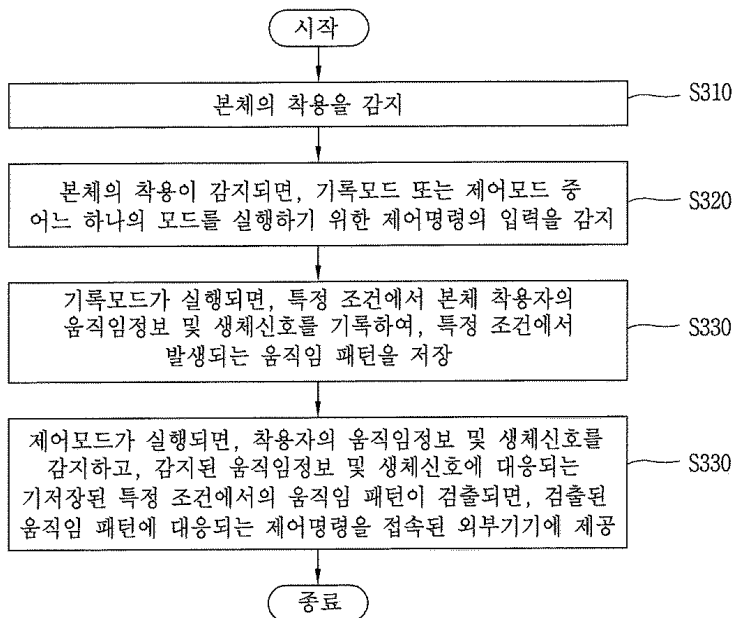 시작
본체의 착용을 감지
S310
본체의 착용이 감지되면, 기록모드 또는 제어모드 중
어느 하나의 모드를 실행하기 위한 제어명령의 입력을 감지
S320
기록모드가 실행되면, 특정 조건에서 본체 착용자의
움직임정보 및 생체신호를 기록하여, 특정 조건에서
발생되는 움직임 패턴을 저장
S330
제어모드가 실행되면, 착용자의 움직임정보 및 생체신호를
감지하고, 감지된 움직임정보 및 생체신호에 대응되는
기저장된 특정 조건에서의 움직임 패턴이 검출되면, 검출된
움직임 패턴에 대응되는 제어명령을 접속된 외부기기에 제공
S330
종료